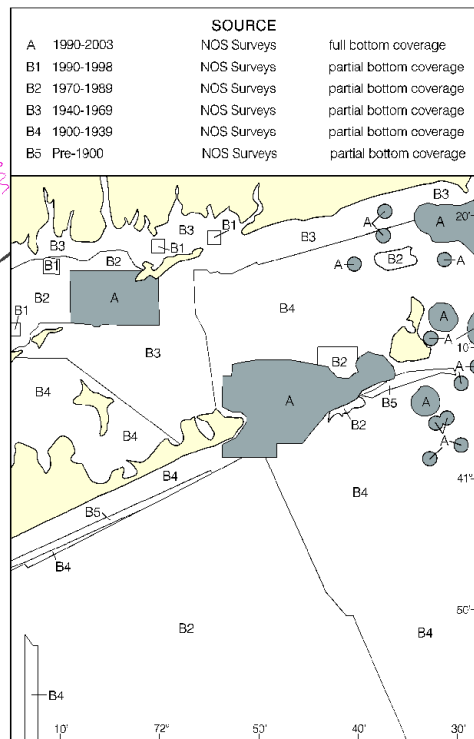 SOURCE
A 1990-2003 NOS Surveys full bottom coverage
B1 1990-1998 NOS Surveys partial bottom coverage
B2 1970-1989 NOS Surveys partial bottom coverage
B3 1940-1969 NOS Surveys partial bottom coverage
B4 1900-1939 NOS Surveys partial bottom coverage
B5 Pre-1900 NOS Surveys partial bottom coverage
B3
A 20'
B1
B3 B3 A
B3 B1
B2 B2 A A
B1
B2 A B4
A
B1
A 10'
B3 B2
A
B4 B5 A
A
B2
B4 A
B4 41°
B4
B5
B4
50'
B2 B4
B4
10' 72° 50' 40' 30'